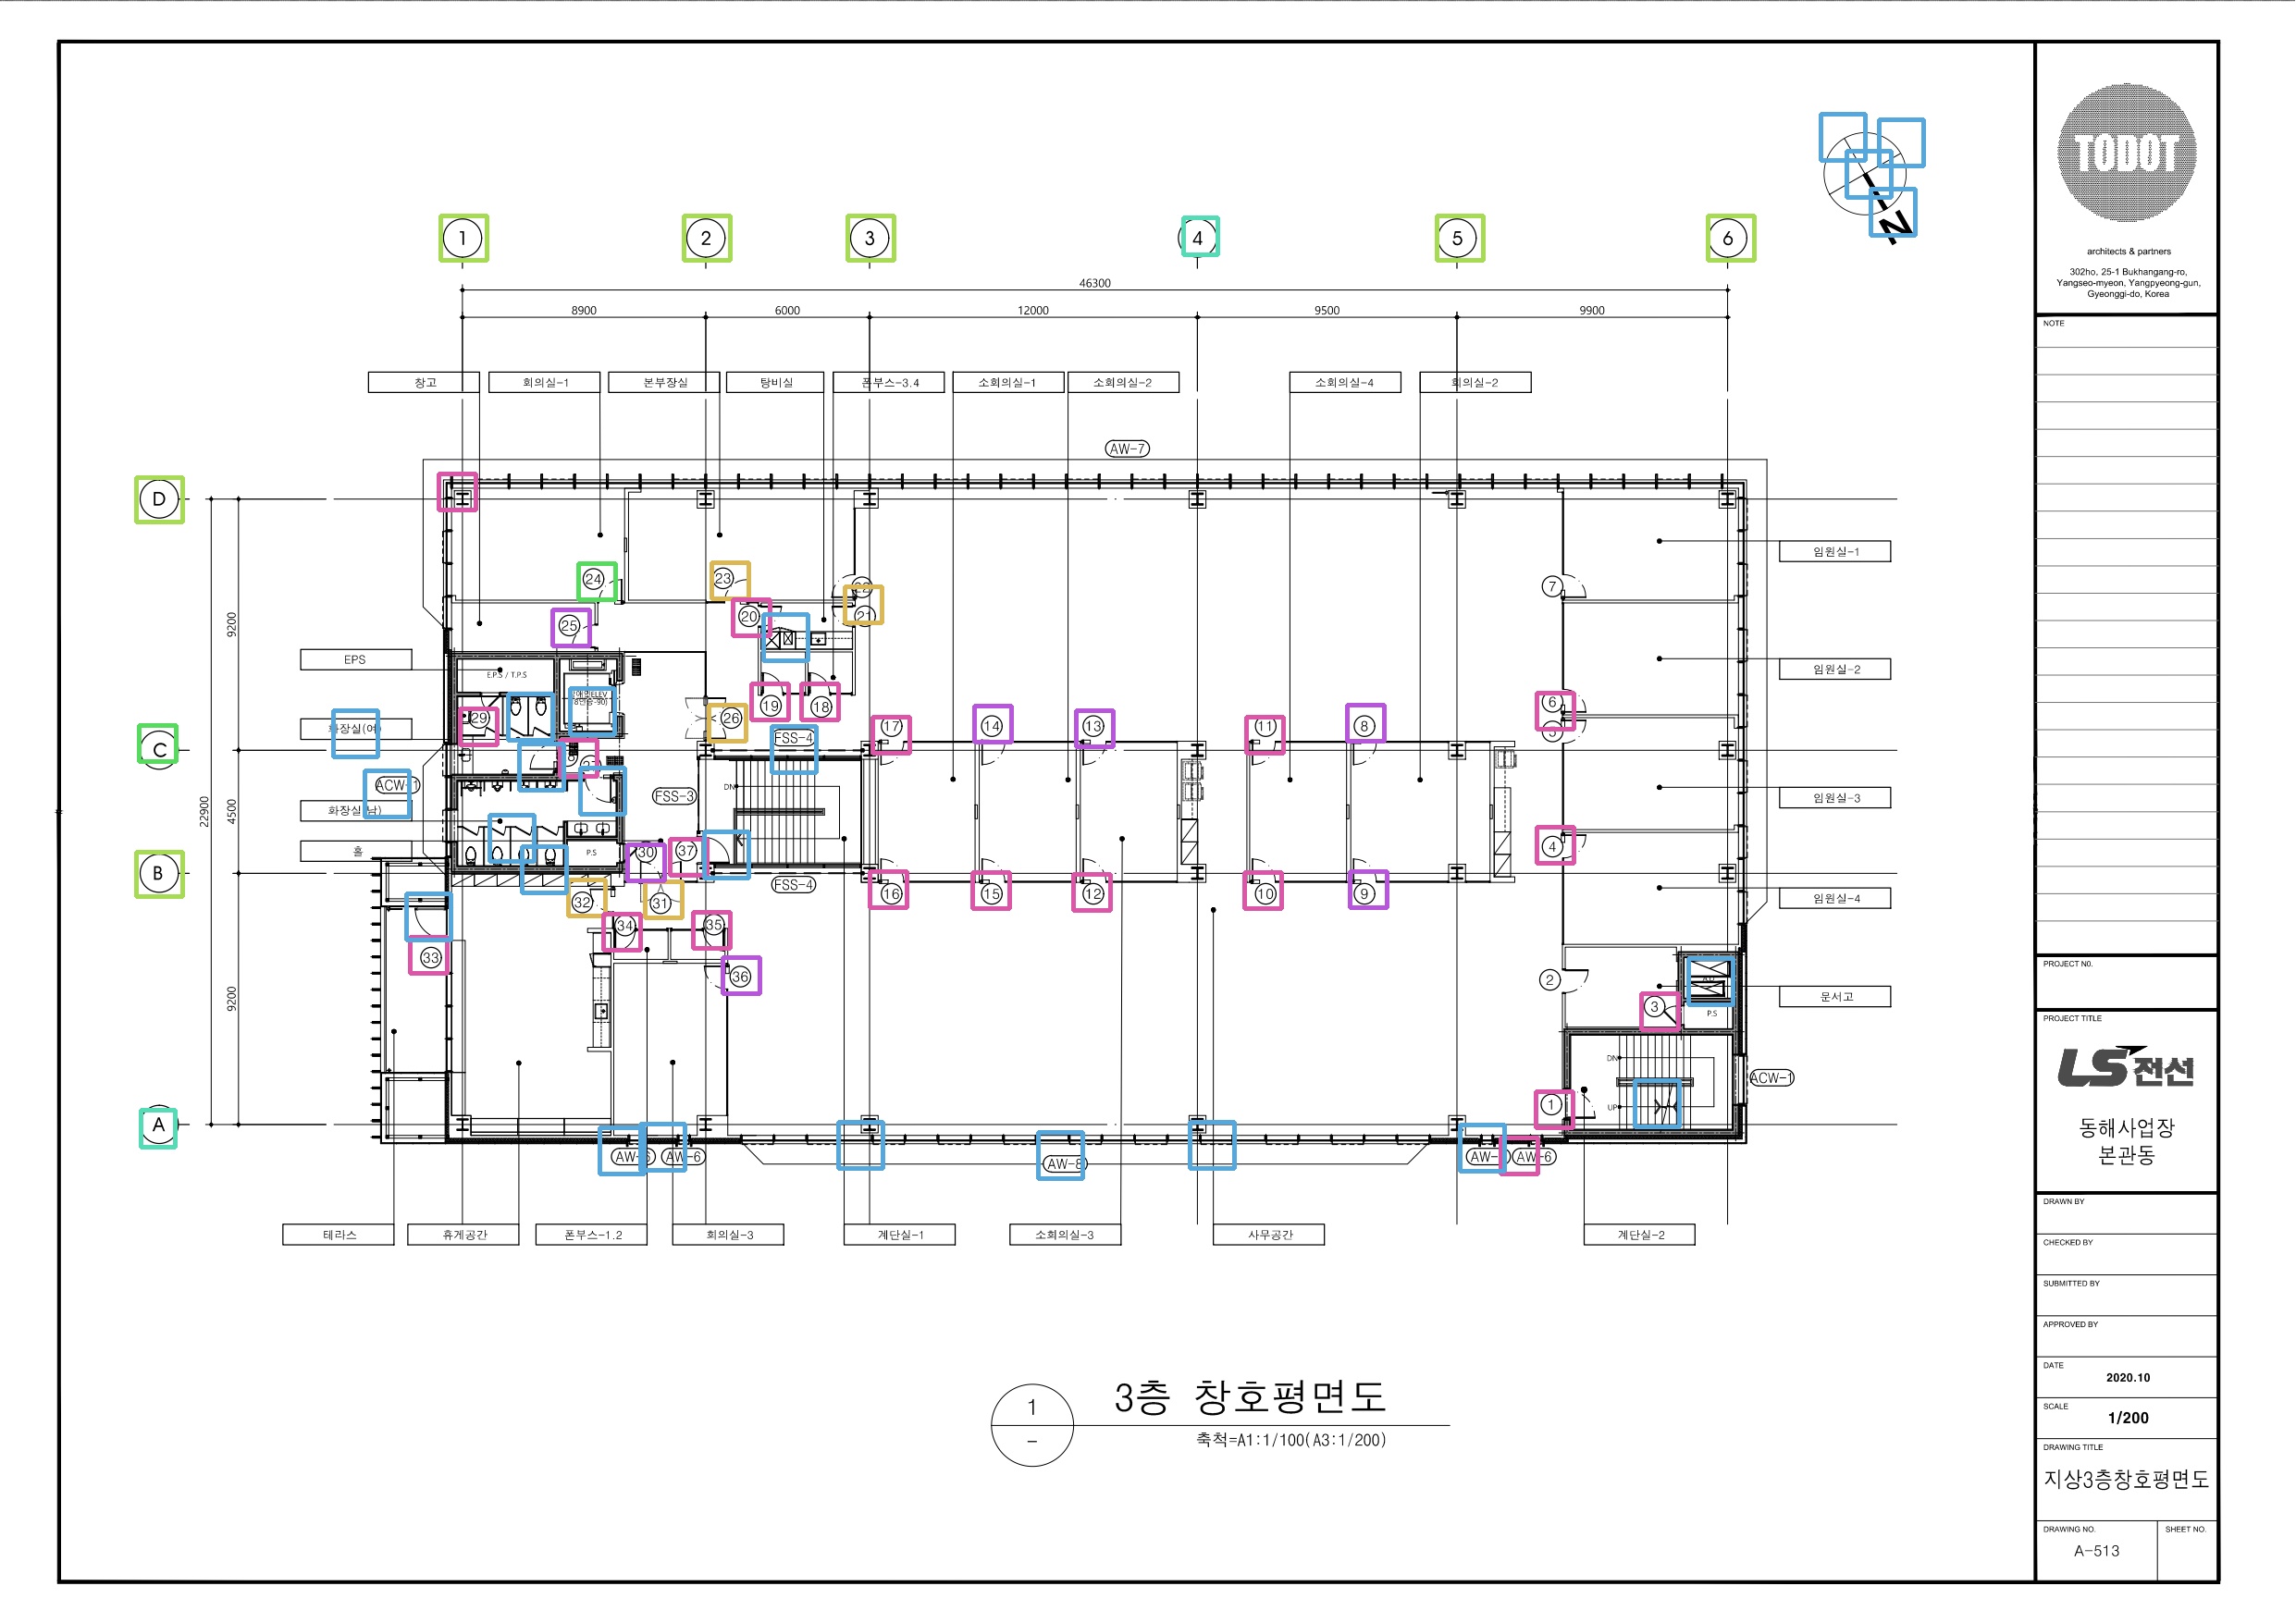 TODOT
architects & partners
302ho, 25-1 Bukhangang-ro,
Yangseo-myeon, Yangpyeong-gun,
Gyeonggi-do, Korea
NOTE
N
1
2
3
4
5
6
46300
8900
6000
12000
9500
9900
창고
회의실-1
본부장실
탕비실
폰부스-3.4
소회의실-1
소회의실-2
소회의실-4
회의실-2
AW-7
D
임원실-1
24
23
22
7
20
21
25
9200
EPS
E.P.S / T.P.S
임원실-2
29
19
18
26
6
화장실(여)
FSS-4
17
14
13
11
8
5
C
ACW-1
DN
FSS-3
임원실-3
22900
4500
화장실(남)
홀
P.S
30
37
4
B
FSS-4
32
31
16
15
12
10
9
임원실-4
34
35
33
36
2
9200
3
P.S
문서고
PROJECT NO.
PROJECT TITLE
LS전선
동해사업장
본관동
DN
ACW-1
A
1
UP
AW-6
AW-8
AW-6
테라스
휴게공간
폰부스-1.2
회의실-3
계단실-1
소회의실-3
사무공간
계단실-2
DRAWN BY
CHECKED BY
SUBMITTED BY
APPROVED BY
DATE
2020.10
SCALE
1/200
DRAWING TITLE
지상3층창호평면도
DRAWING NO.
SHEET NO.
A-513
1
-
3층 창호평면도
축척=A1:1/100(A3:1/200)